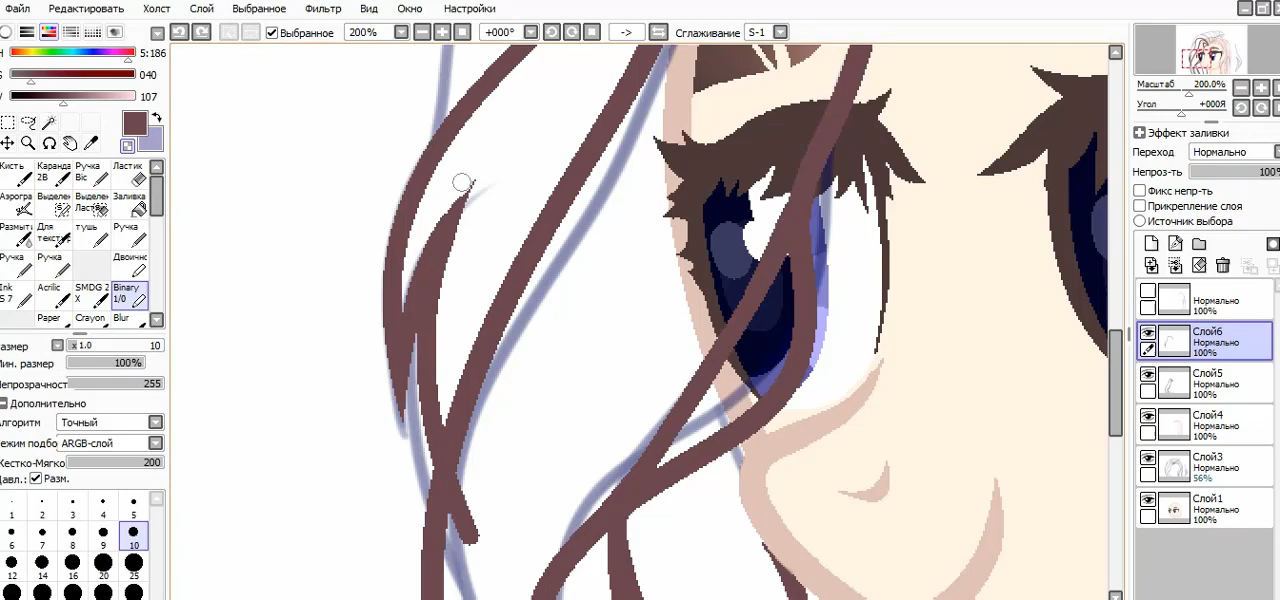 Файл Редактировать Холст Слой Выбранное Фильтр Вид Окно Настройки
Выбранное 200% +000° -> Сглаживание S-1
5:186
040
107
Кисть Каранда Ручка Ластик
2B Bic
Аэрогра Выделе Выделе Заливка
Ласто
Размыт Для тушь Ручка
текст
Ручка Ручка Двоичн
Ink Acrilic SMDG 2 Binary
S 7 X 1/0
Paper Crayon Blur
азмер x 1.0 10
Мин. размер 100%
Непрозрачност 255
Дополнительно
Алгоритм Точный
ежим подбо ARGB-слой
Жестко-Мягко 200
Давл.: Разм.
1 2 3 4 5
6 7 8 9 10
12 14 16 20 25
Масштаб 200.0%
Угол +000Я
Эффект заливки
Переход Нормально
Непроз-ть 100%
Фикс непр-ть
Прикрепление слоя
Источник выбора
Нормально
100%
Слой6
Нормально
100%
Слой5
Нормально
100%
Слой4
Нормально
100%
Слой3
Нормально
56%
Слой1
Нормально
100%